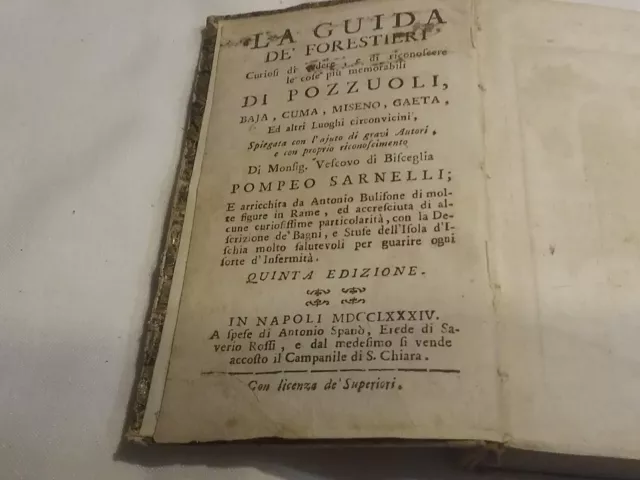 LA GUIDA
DE' FORESTIERI
Curiosi di vedere, e di riconoscere
le cose più memorabili
DI POZZUOLI,
BAJA, CUMA, MISENO, GAETA,
Ed altri Luoghi circonvicini,
Spiegata con l'ajuto di gravi Autori,
e con proprio riconoscimento
Di Monsig. Vescovo di Bisceglia
POMPEO SARNELLI;
E arricchita da Antonio Bulifone di mol-
te figure in Rame, ed accresciuta di al-
cune curiosissime particolarità, con la De-
scrizione de' Bagni, e Stufe dell'Isola d'I-
schia molto salutevoli per guarire ogni
sorte d'Infermità.
QUINTA EDIZIONE.
IN NAPOLI MDCCLXXXIV.
A spese di Antonio Spanò, Erede di Sa-
verio Rossi, e dal medesimo si vende
accosto il Campanile di S. Chiara.
Con licenza de' Superiori.